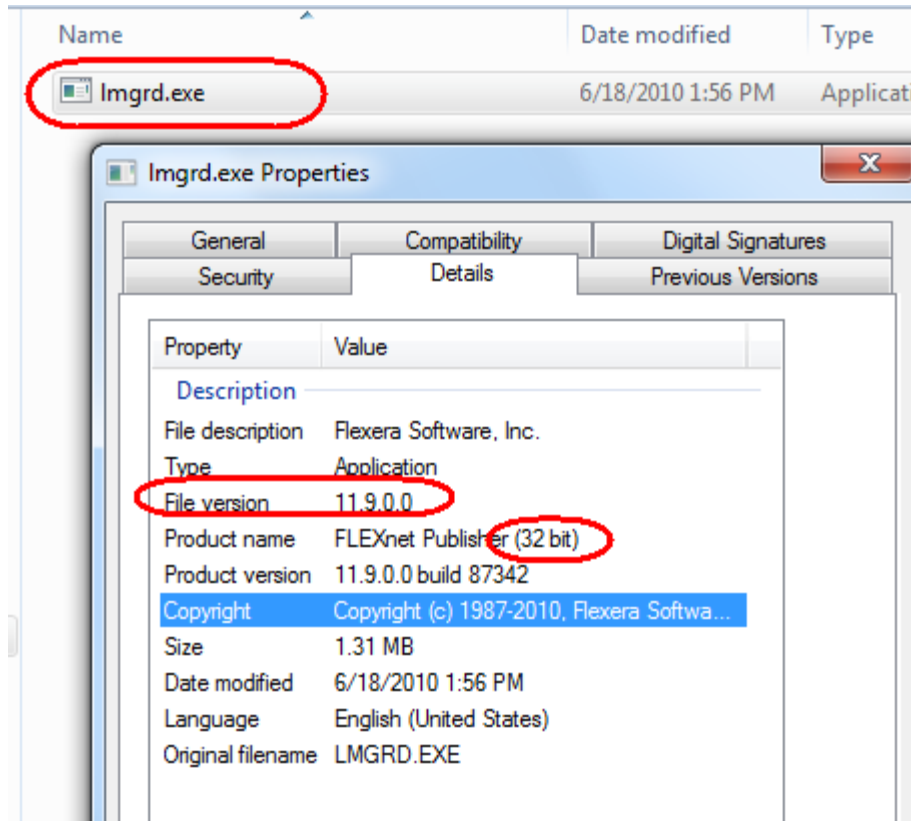 Name Date modified Type
lmgrd.exe 6/18/2010 1:56 PM Applicati
lmgrd.exe Properties
General Compatibility Digital Signatures
Security Details Previous Versions
Property Value
Description
File description Flexera Software, Inc.
Type Application
File version 11.9.0.0
Product name FLEXnet Publisher (32 bit)
Product version 11.9.0.0 build 87342
Copyright Copyright (c) 1987-2010, Flexera Softwa...
Size 1.31 MB
Date modified 6/18/2010 1:56 PM
Language English (United States)
Original filename LMGRD.EXE